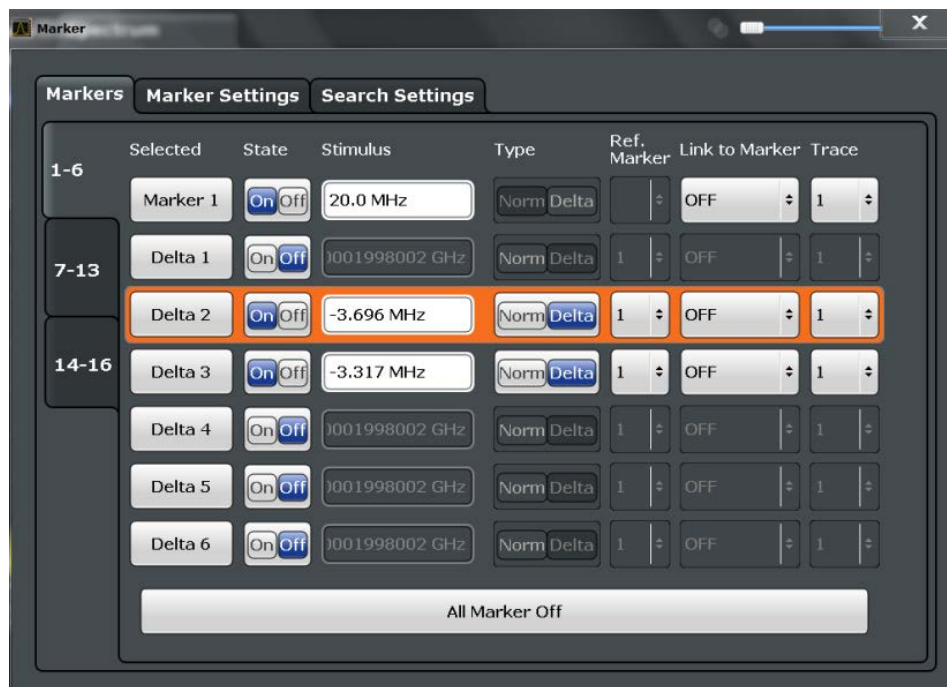 Marker
Markers Marker Settings Search Settings
1-6
7-13
14-16
Selected State Stimulus Type Ref. Marker Link to Marker Trace
Marker 1 On Off 20.0 MHz Norm Delta OFF 1
Delta 1 On Off 0001998002 GHz Norm Delta 1 OFF 1
Delta 2 On Off -3.696 MHz Norm Delta 1 OFF 1
Delta 3 On Off -3.317 MHz Norm Delta 1 OFF 1
Delta 4 On Off 0001998002 GHz Norm Delta 1 OFF 1
Delta 5 On Off 0001998002 GHz Norm Delta 1 OFF 1
Delta 6 On Off 0001998002 GHz Norm Delta 1 OFF 1
All Marker Off